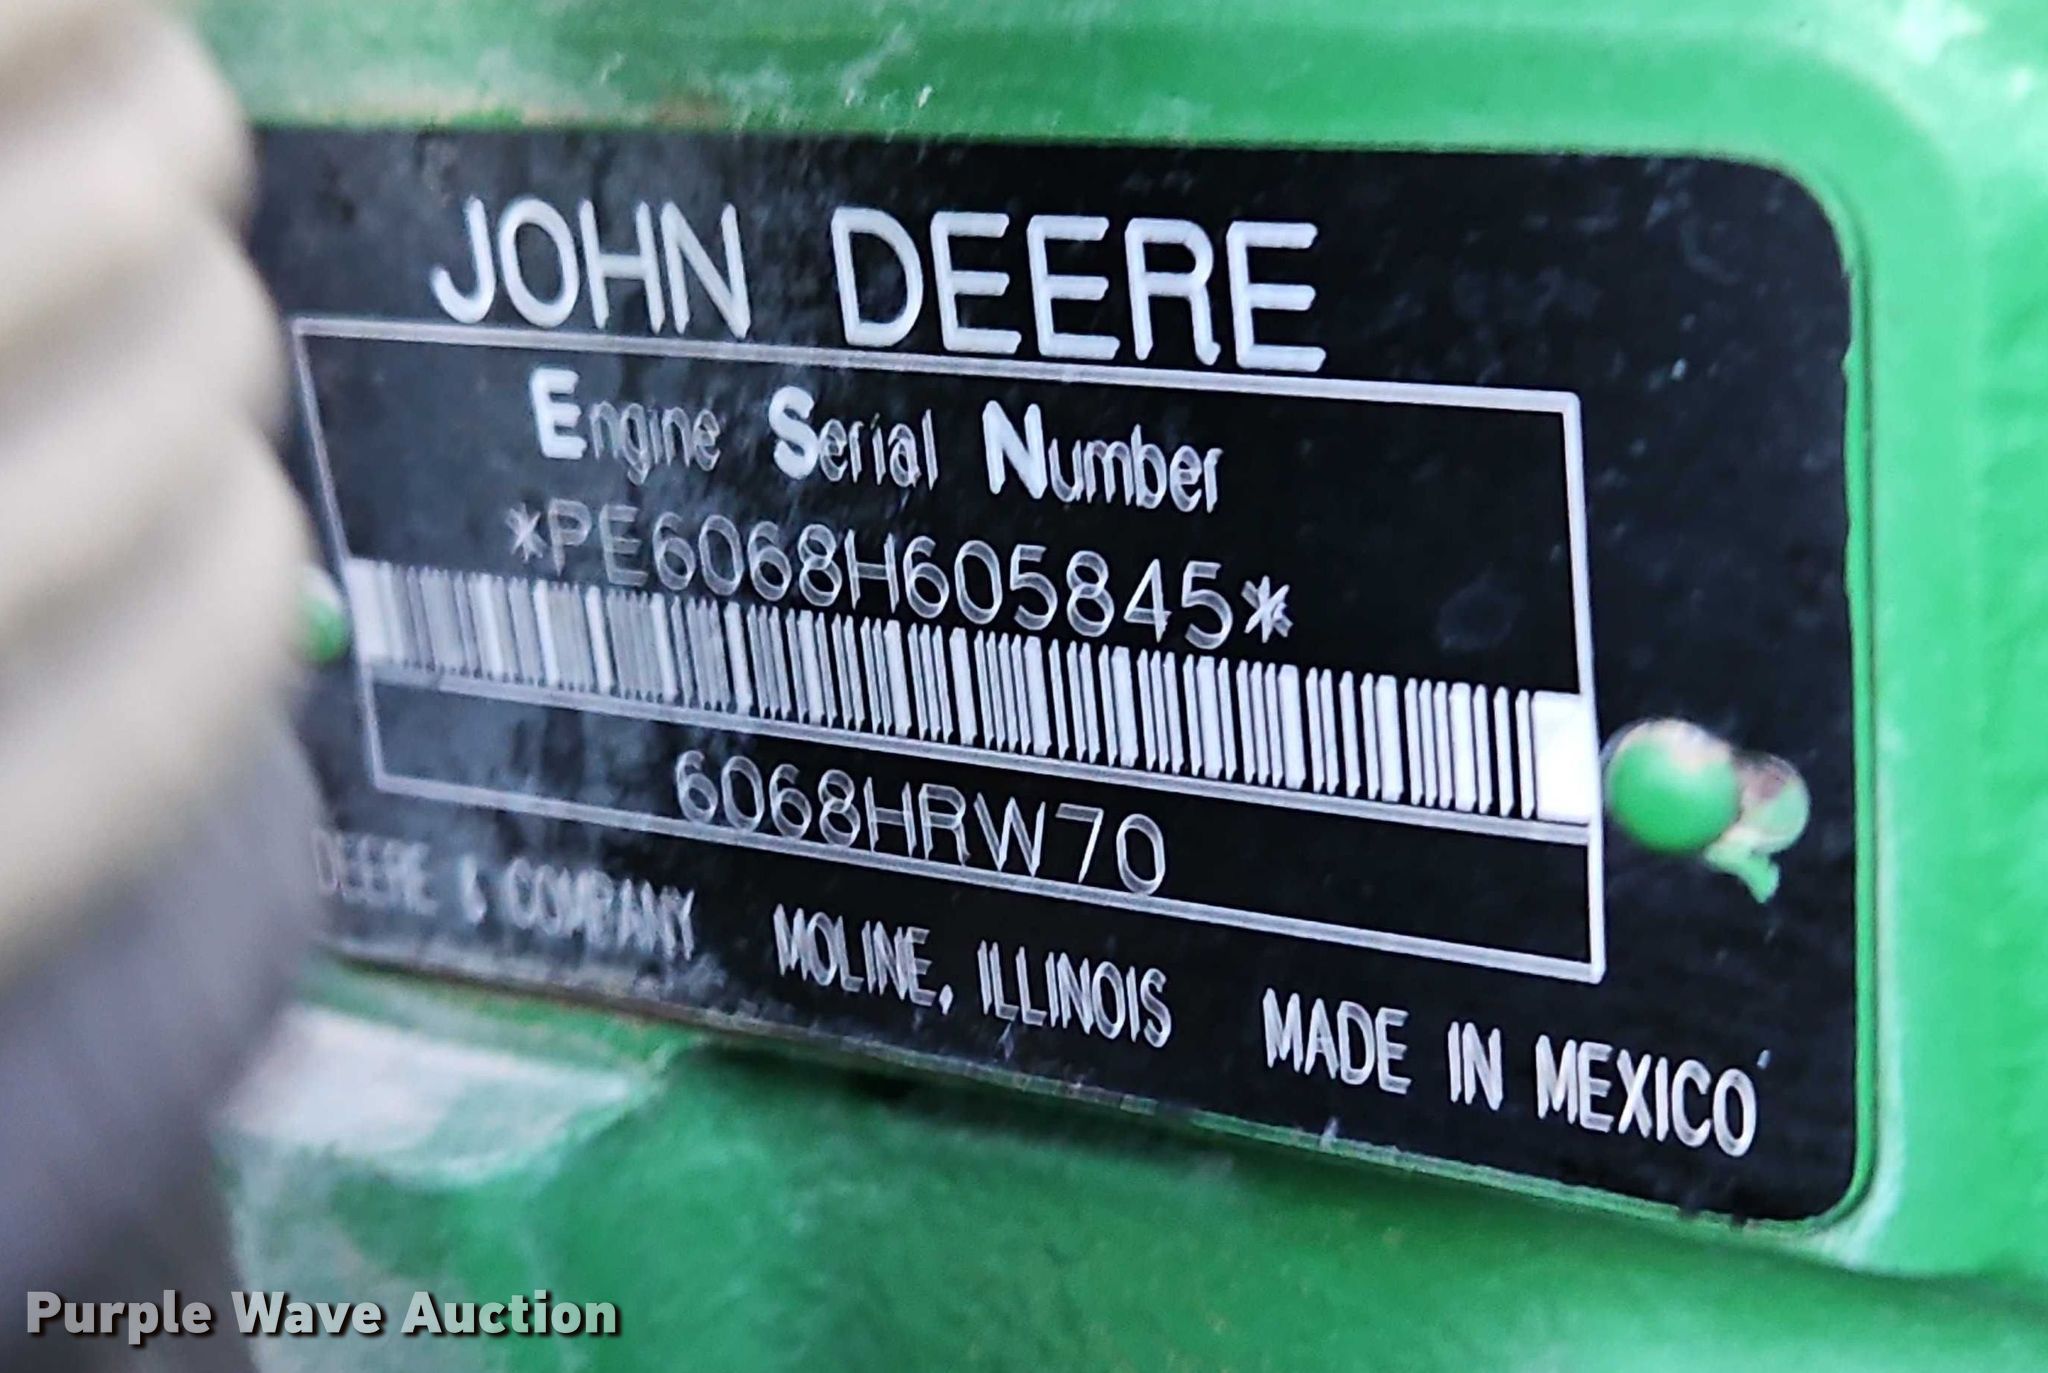 JOHN DEERE
Engine Serial Number
*PE6068H605845*
6068HRW70
DEERE & COMPANY MOLINE, ILLINOIS MADE IN MEXICO
Purple Wave Auction